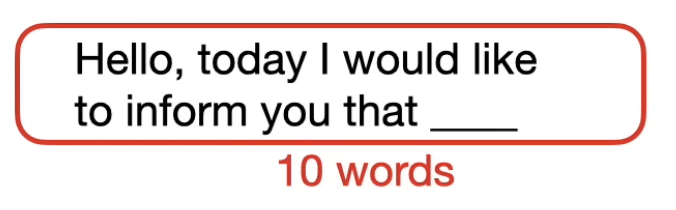 Hello, today I would like
to inform you that ____
10 words